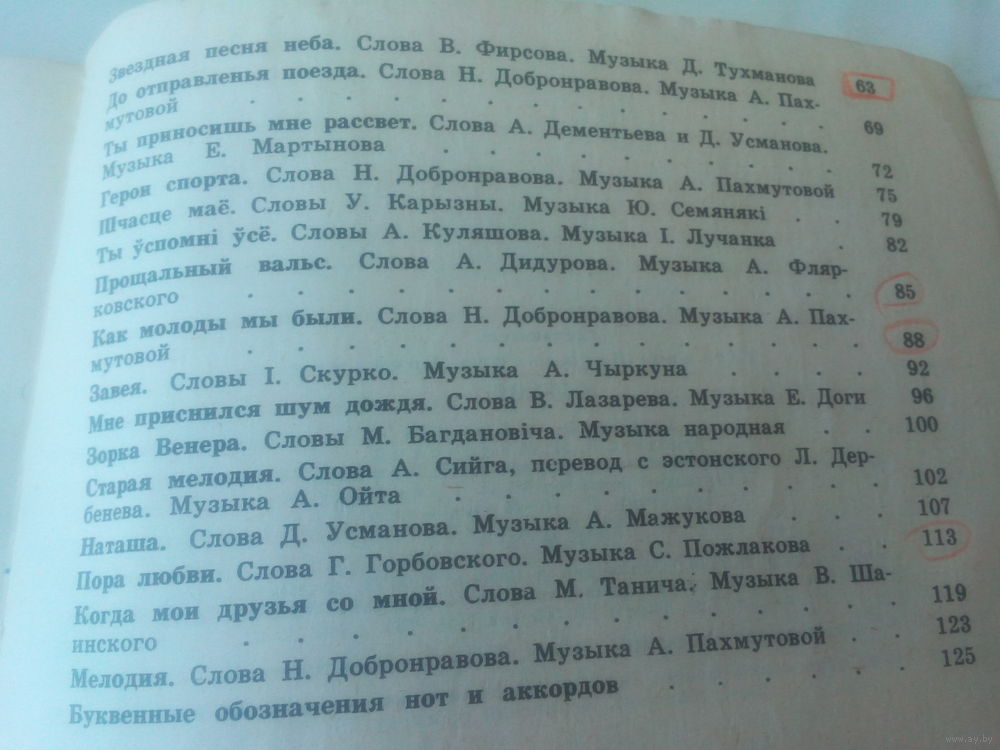 Звездная песня неба. Слова В. Фирсова. Музыка Д. Тухманова 63
До отправленья поезда. Слова Н. Добронравова. Музыка А. Пах-
мутовой . . . . . . . . . . . . 69
Ты приносишь мне рассвет. Слова А. Дементьева и Д. Усманова.
Музыка Е. Мартынова . . . . . . . . 72
Герои спорта. Слова Н. Добронравова. Музыка А. Пахмутовой 75
Шчасце маё. Словы У. Карызны. Музыка Ю. Семянякі . . 79
Ты ўспомні ўсё. Словы А. Куляшова. Музыка І. Лучанка . 82
Прощальный вальс. Слова А. Дидурова. Музыка А. Фляр-
ковского . . . . . . . . . . . . . 85
Как молоды мы были. Слова Н. Добронравова. Музыка А. Пах-
мутовой . . . . . . . . . . . . . 88
Завея. Словы І. Скурко. Музыка А. Чыркуна . . . . 92
Мне приснился шум дождя. Слова В. Лазарева. Музыка Е. Доги 96
Зорка Венера. Словы М. Багдановіча. Музыка народная . . 100
Старая мелодия. Слова А. Сийга, перевод с эстонского Л. Дер-
бенева. Музыка А. Ойта . . . . . . . . 102
Наташа. Слова Д. Усманова. Музыка А. Мажукова . . . 107
Пора любви. Слова Г. Горбовского. Музыка С. Пожлакова . . 113
Когда мои друзья со мной. Слова М. Танича. Музыка В. Ша-
инского . . . . . . . . . . . . . 119
Мелодия. Слова Н. Добронравова. Музыка А. Пахмутовой . . 123
Буквенные обозначения нот и аккордов . . . . . . 125
www.ay.by